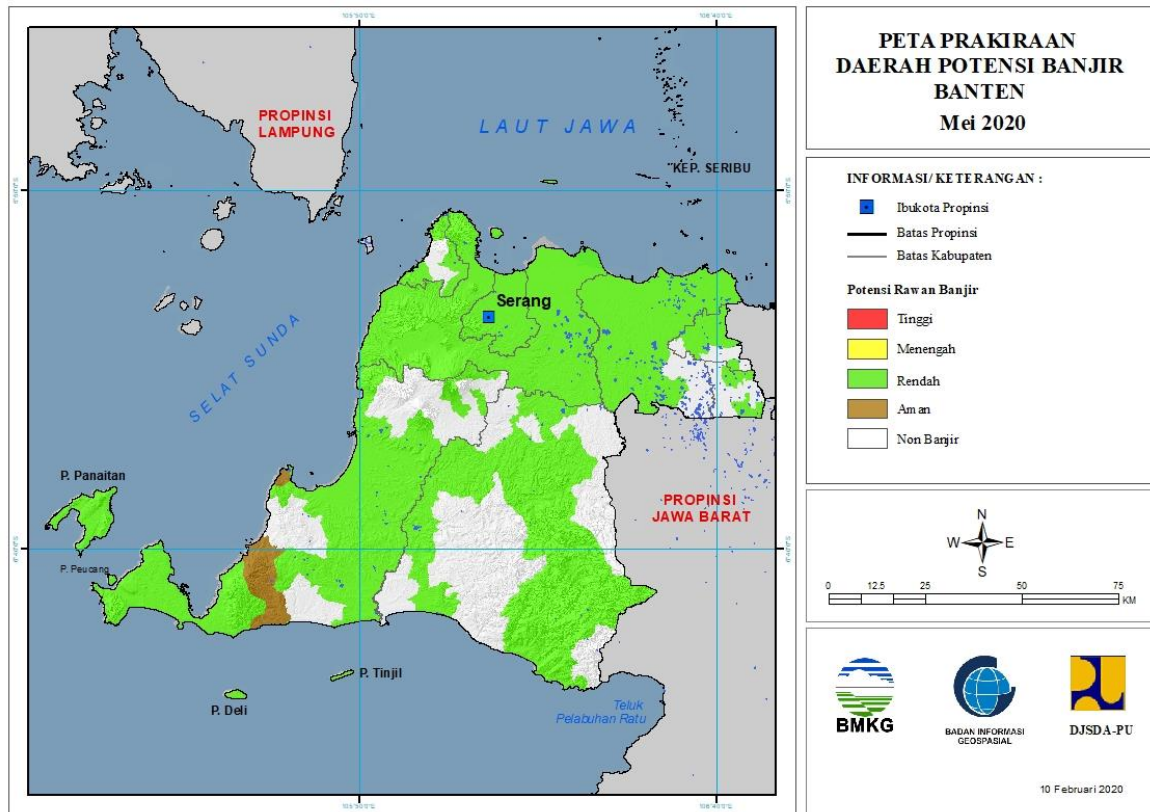 PROPINSI
LAMPUNG
LAUT JAWA
KEP. SERIBU
Serang
SELAT SUNDA
P. Panaitan
P. Peucang
PROPINSI
JAWA BARAT
P. Tinjil
P. Deli
Teluk
Pelabuhan Ratu
PETA PRAKIRAAN
DAERAH POTENSI BANJIR
BANTEN
Mei 2020
INFORMASI/ KETERANGAN :
Ibukota Propinsi
Batas Propinsi
Batas Kabupaten
Potensi Rawan Banjir
Tinggi
Menengah
Rendah
Aman
Non Banjir
N
W E
S
0 12.5 25 50 75
KM
BMKG
BADAN INFORMASI
GEOSPASIAL
DJSDA-PU
10 Februari 2020